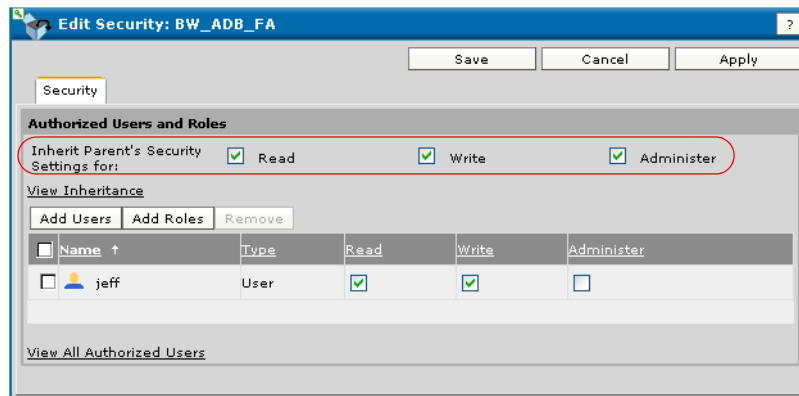 Edit Security: BW_ADB_FA
?
Save Cancel Apply
Security
Authorized Users and Roles
Inherit Parent's Security
Settings for:
Read Write Administer
View Inheritance
Add Users Add Roles Remove
Name ↑ Type Read Write Administer
jeff User
View All Authorized Users